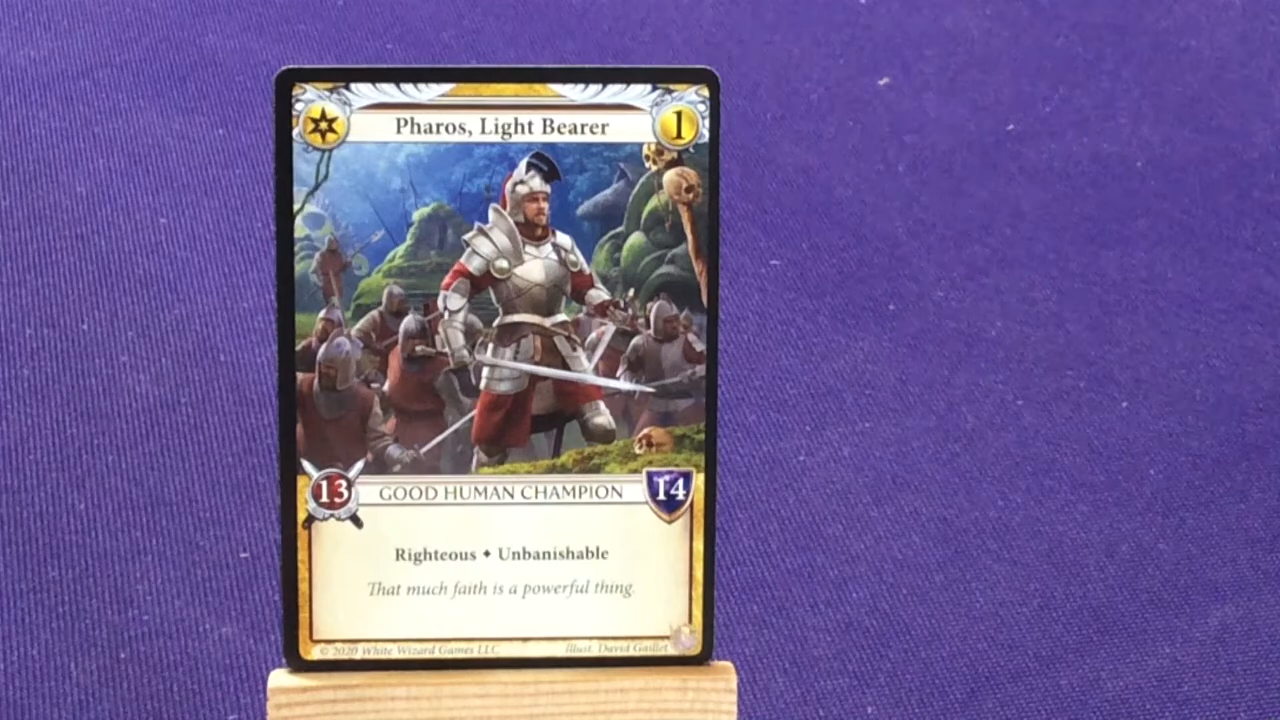 Pharos, Light Bearer
1
13
GOOD HUMAN CHAMPION
14
Righteous ♦ Unbanishable
That much faith is a powerful thing.
© 2020 White Wizard Games LLC
Illust. David Gaillet